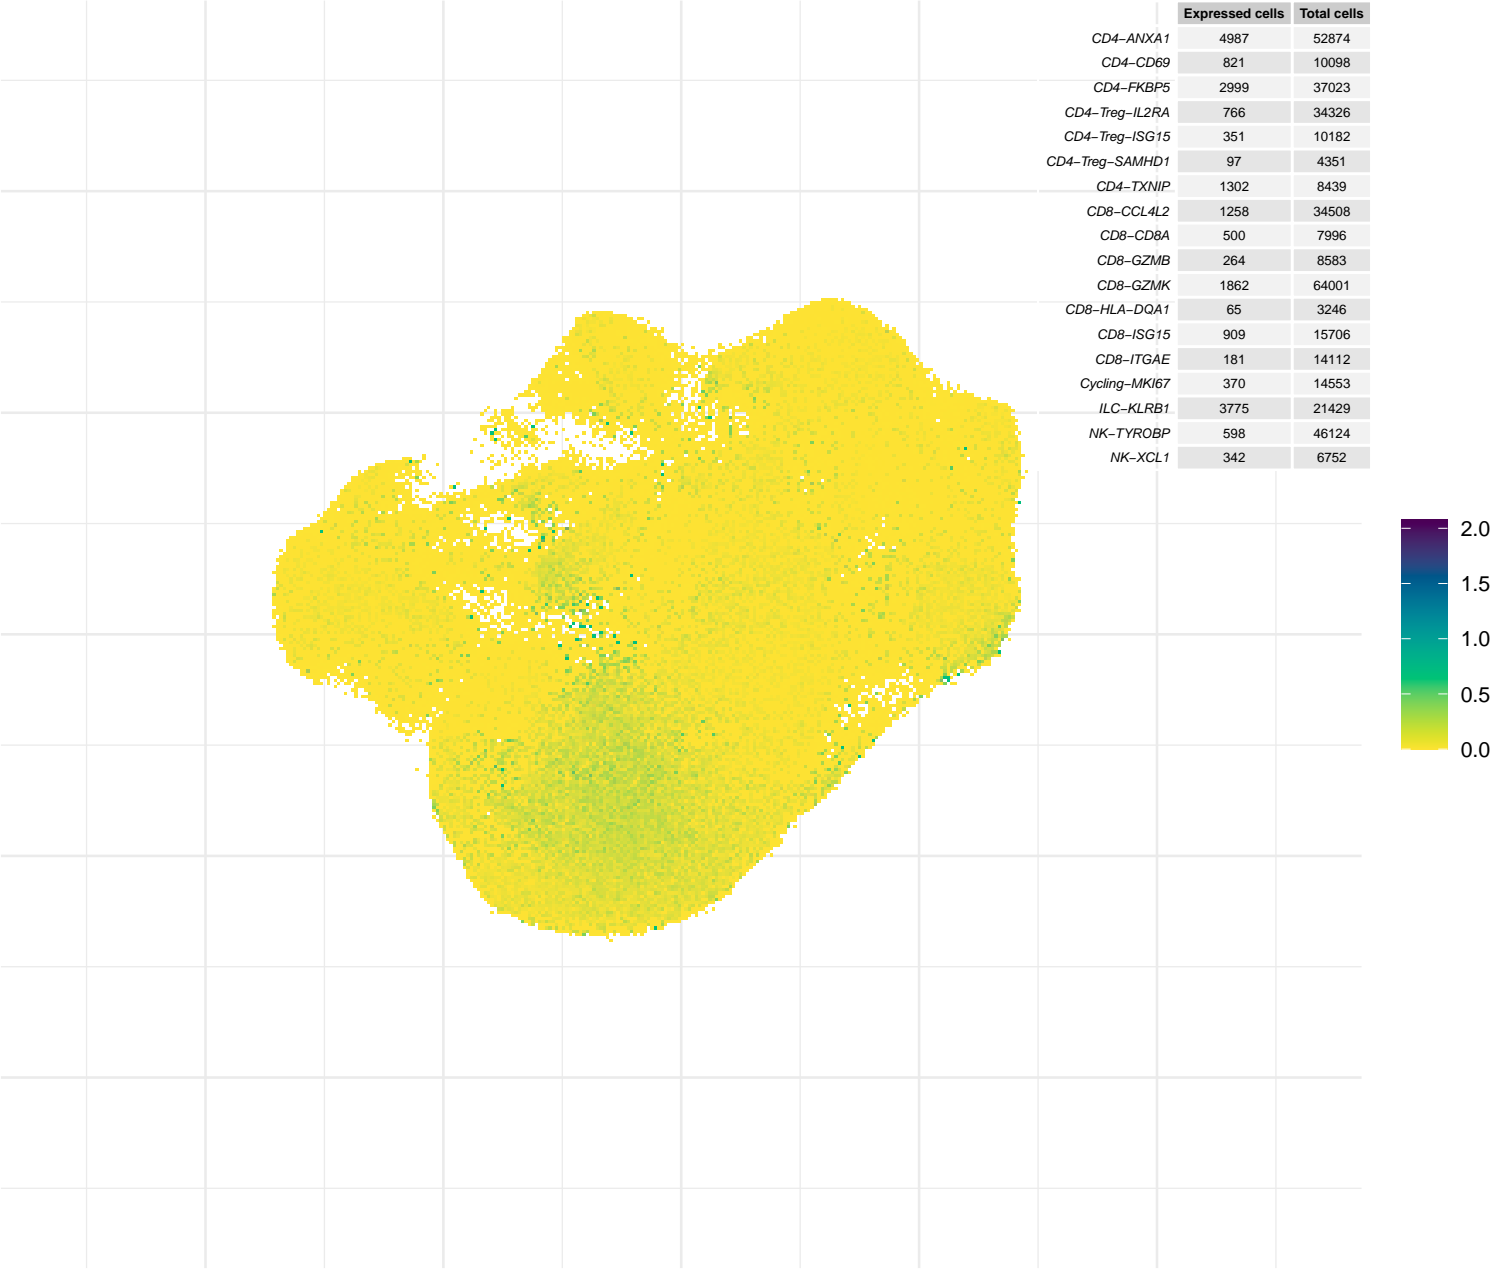 Expressed cells Total cells
CD4−ANXA1 4987 52874
CD4−CD69 821 10098
CD4−FKBP5 2999 37023
CD4−Treg−IL2RA 766 34326
CD4−Treg−ISG15 351 10182
CD4−Treg−SAMHD1 97 4351
CD4−TXNIP 1302 8439
CD8−CCL4L2 1258 34508
CD8−CD8A 500 7996
CD8−GZMB 264 8583
CD8−GZMK 1862 64001
CD8−HLA−DQA1 65 3246
CD8−ISG15 909 15706
CD8−ITGAE 181 14112
Cycling−MKI67 370 14553
ILC−KLRB1 3775 21429
NK−TYROBP 598 46124
NK−XCL1 342 6752
2.0
1.5
1.0
0.5
0.0